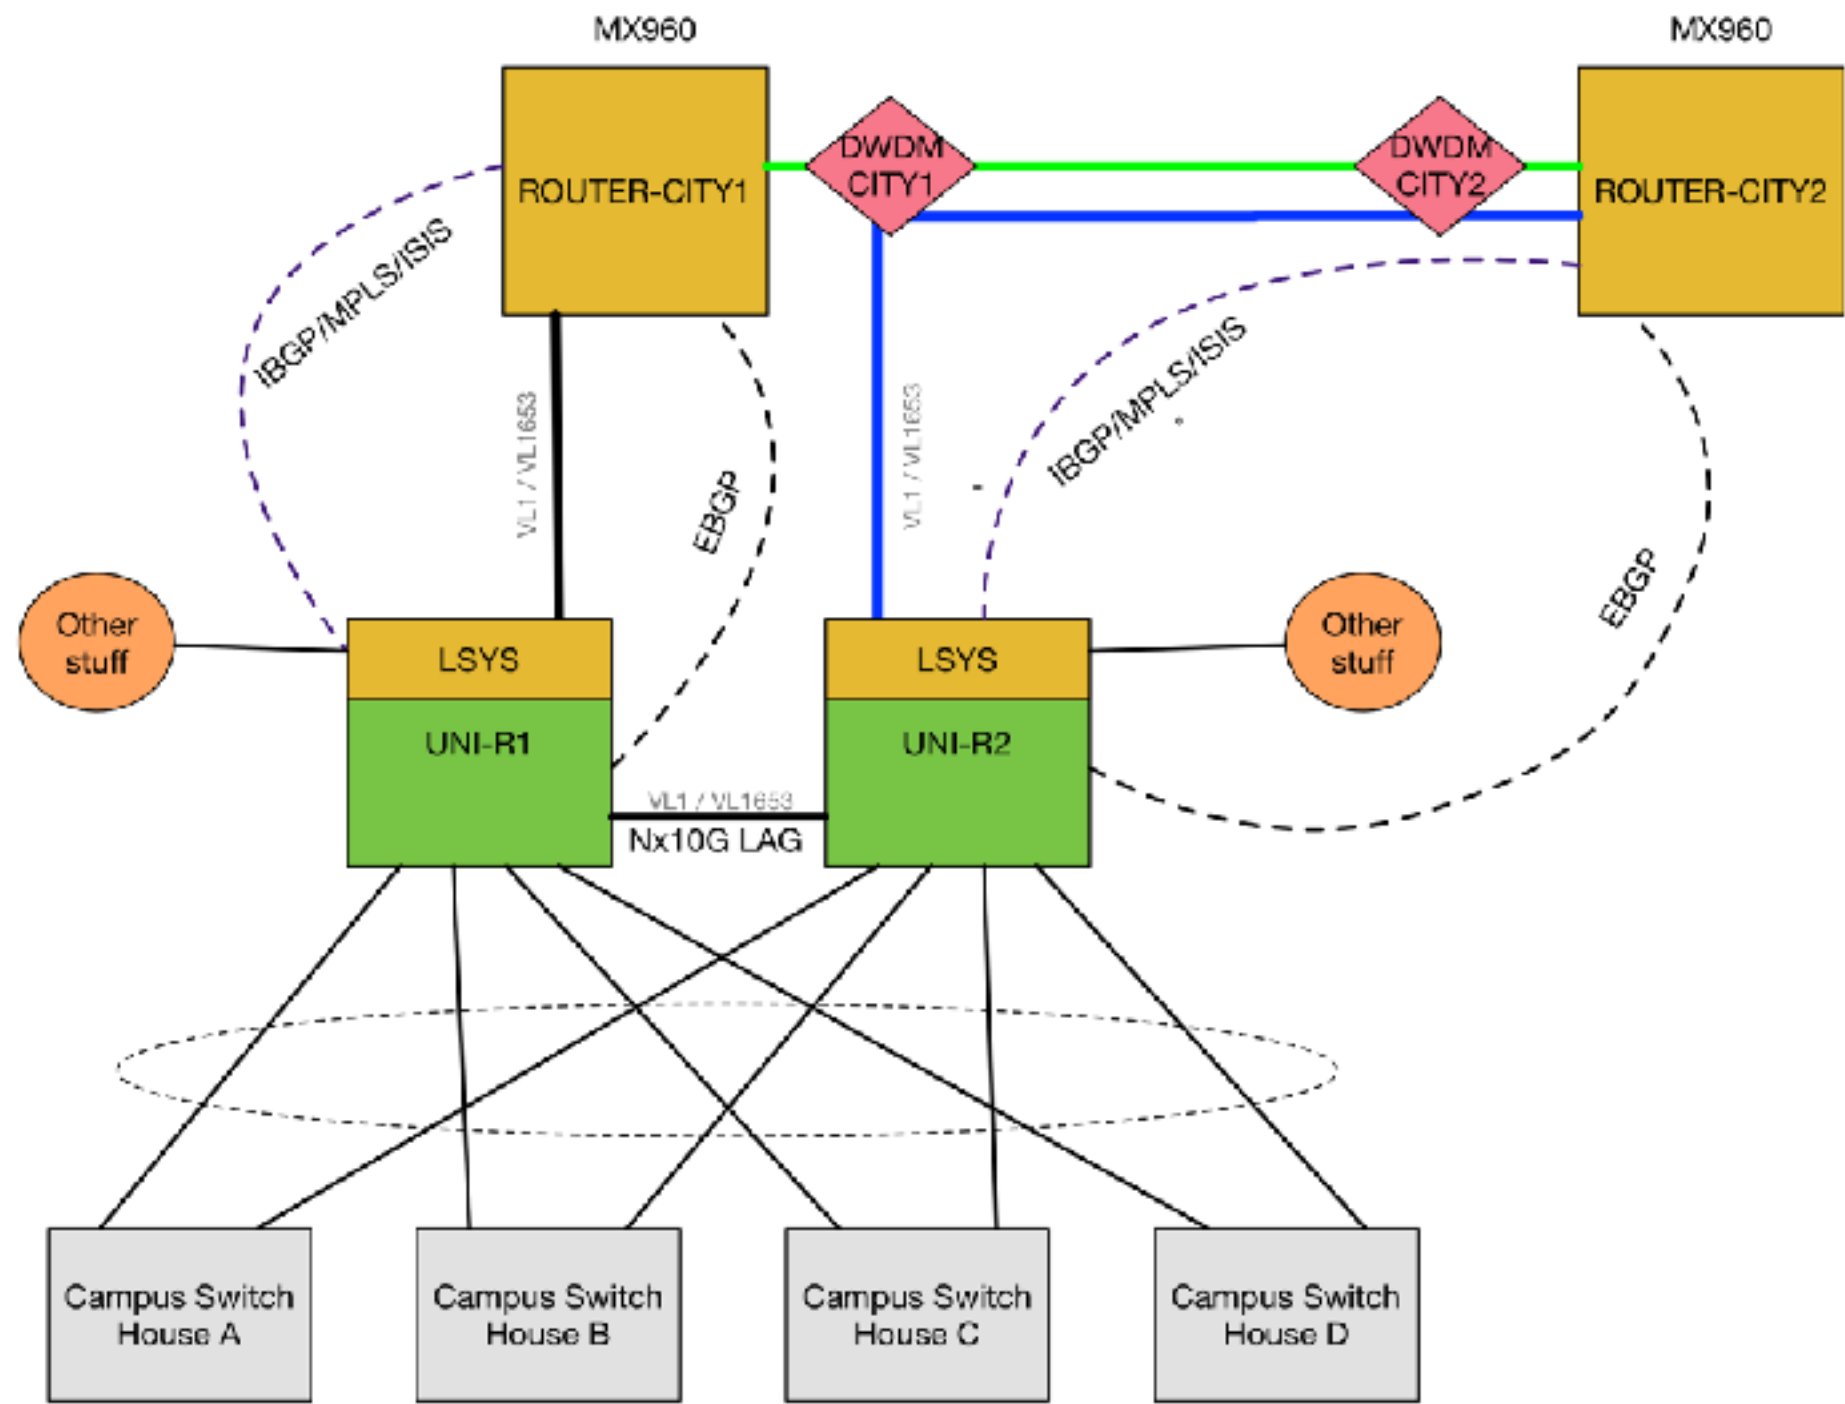 MX960
MX960
DWDM
CITY1
DWDM
CITY2
ROUTER-CITY1
ROUTER-CITY2
IBGP/MPLS/ISIS
IBGP/MPLS/ISIS
VL1 / VL1653
VL1 / VL1653
EBGP
EBGP
Other
stuff
LSYS
LSYS
Other
stuff
UNI-R1
UNI-R2
VL1 / VL1653
Nx10G LAG
Campus Switch
House A
Campus Switch
House B
Campus Switch
House C
Campus Switch
House D